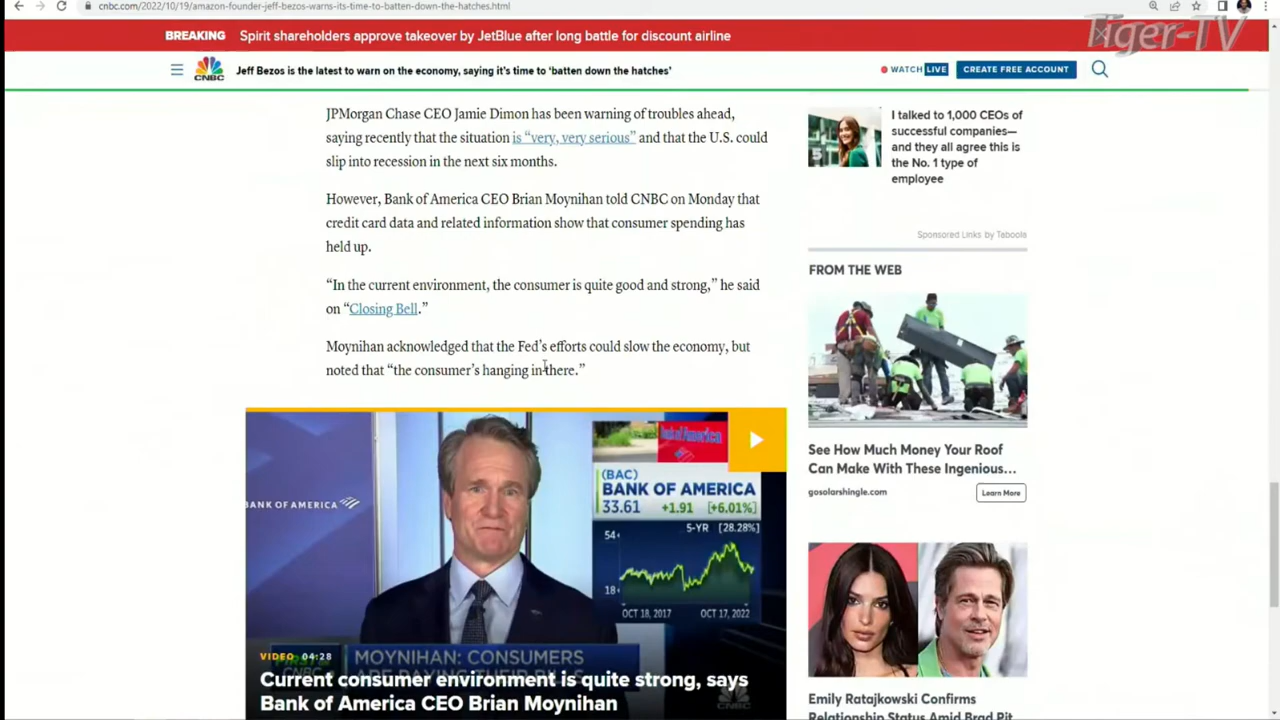 cnbc.com/2022/10/19/amazon-founder-jeff-bezos-warns-its-time-to-batten-down-the-hatches.html
Tiger-TV
BREAKING Spirit shareholders approve takeover by JetBlue after long battle for discount airline
CNBC
Jeff Bezos is the latest to warn on the economy, saying it's time to ‘batten down the hatches’
WATCH LIVE
CREATE FREE ACCOUNT
JPMorgan Chase CEO Jamie Dimon has been warning of troubles ahead,
saying recently that the situation is “very, very serious” and that the U.S. could
slip into recession in the next six months.
However, Bank of America CEO Brian Moynihan told CNBC on Monday that
credit card data and related information show that consumer spending has
held up.
“In the current environment, the consumer is quite good and strong,” he said
on “Closing Bell.”
Moynihan acknowledged that the Fed’s efforts could slow the economy, but
noted that “the consumer’s hanging in there.”
BANK OF AMERICA
Bank of America
(BAC)
BANK OF AMERICA
33.61 +1.91 [+6.01%]
5-YR [28.28%]
54
18
OCT 18, 2017 OCT 17, 2022
MOYNIHAN: CONSUMERS
VIDEO 04:28
Current consumer environment is quite strong, says
Bank of America CEO Brian Moynihan
I talked to 1,000 CEOs of
successful companies—
and they all agree this is
the No. 1 type of
employee
Sponsored Links by Taboola
FROM THE WEB
See How Much Money Your Roof
Can Make With These Ingenious...
gosolarshingle.com
Learn More
Emily Ratajkowski Confirms
Relationship Status Amid Brad Pit